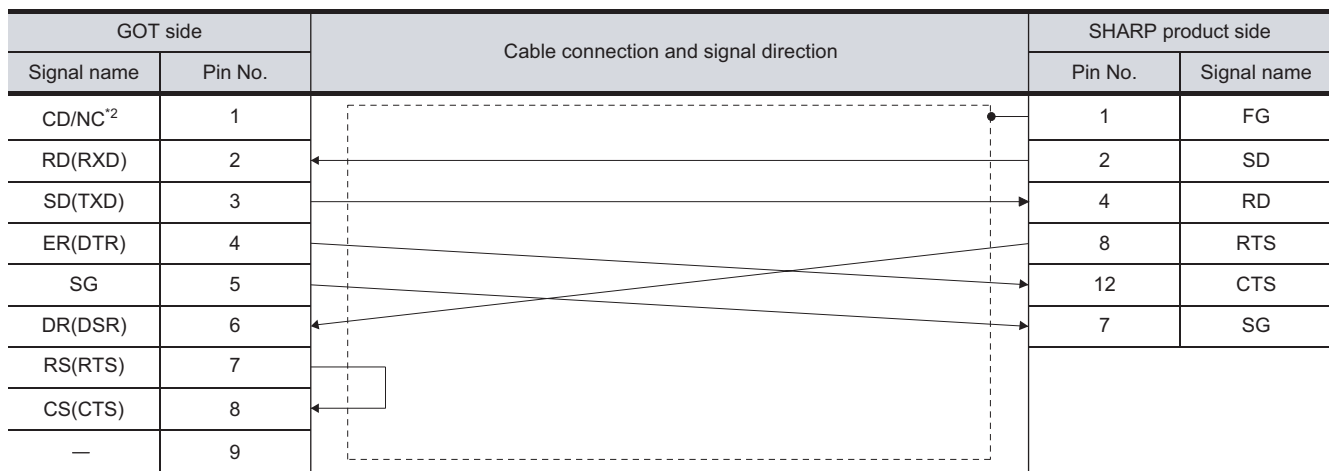 GOT side Cable connection and signal direction SHARP product side
Signal name Pin No. Pin No. Signal name
CD/NC*2 1 1 FG
RD(RXD) 2 2 SD
SD(TXD) 3 4 RD
ER(DTR) 4 8 RTS
SG 5 12 CTS
DR(DSR) 6 7 SG
RS(RTS) 7
CS(CTS) 8
— 9